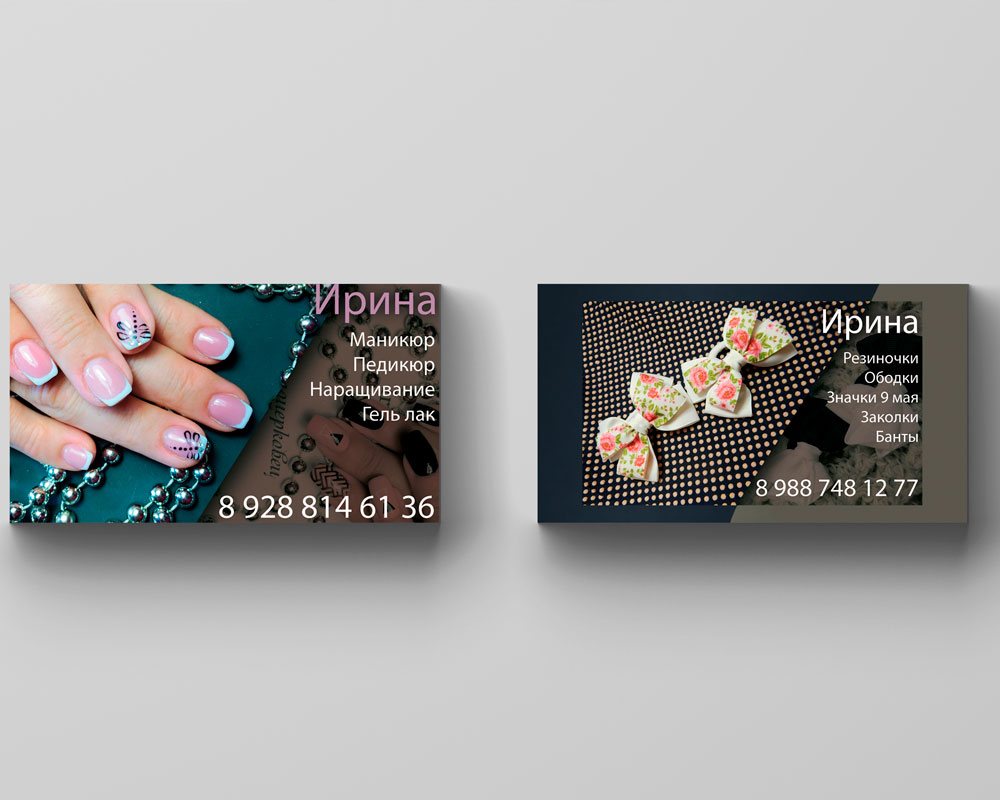 Ирина
Маникюр
Педикюр
Наращивание
Гель лак
8 928 814 61 36
Ирина
Резиночки
Ободки
Значки 9 мая
Заколки
Банты
8 988 748 12 77